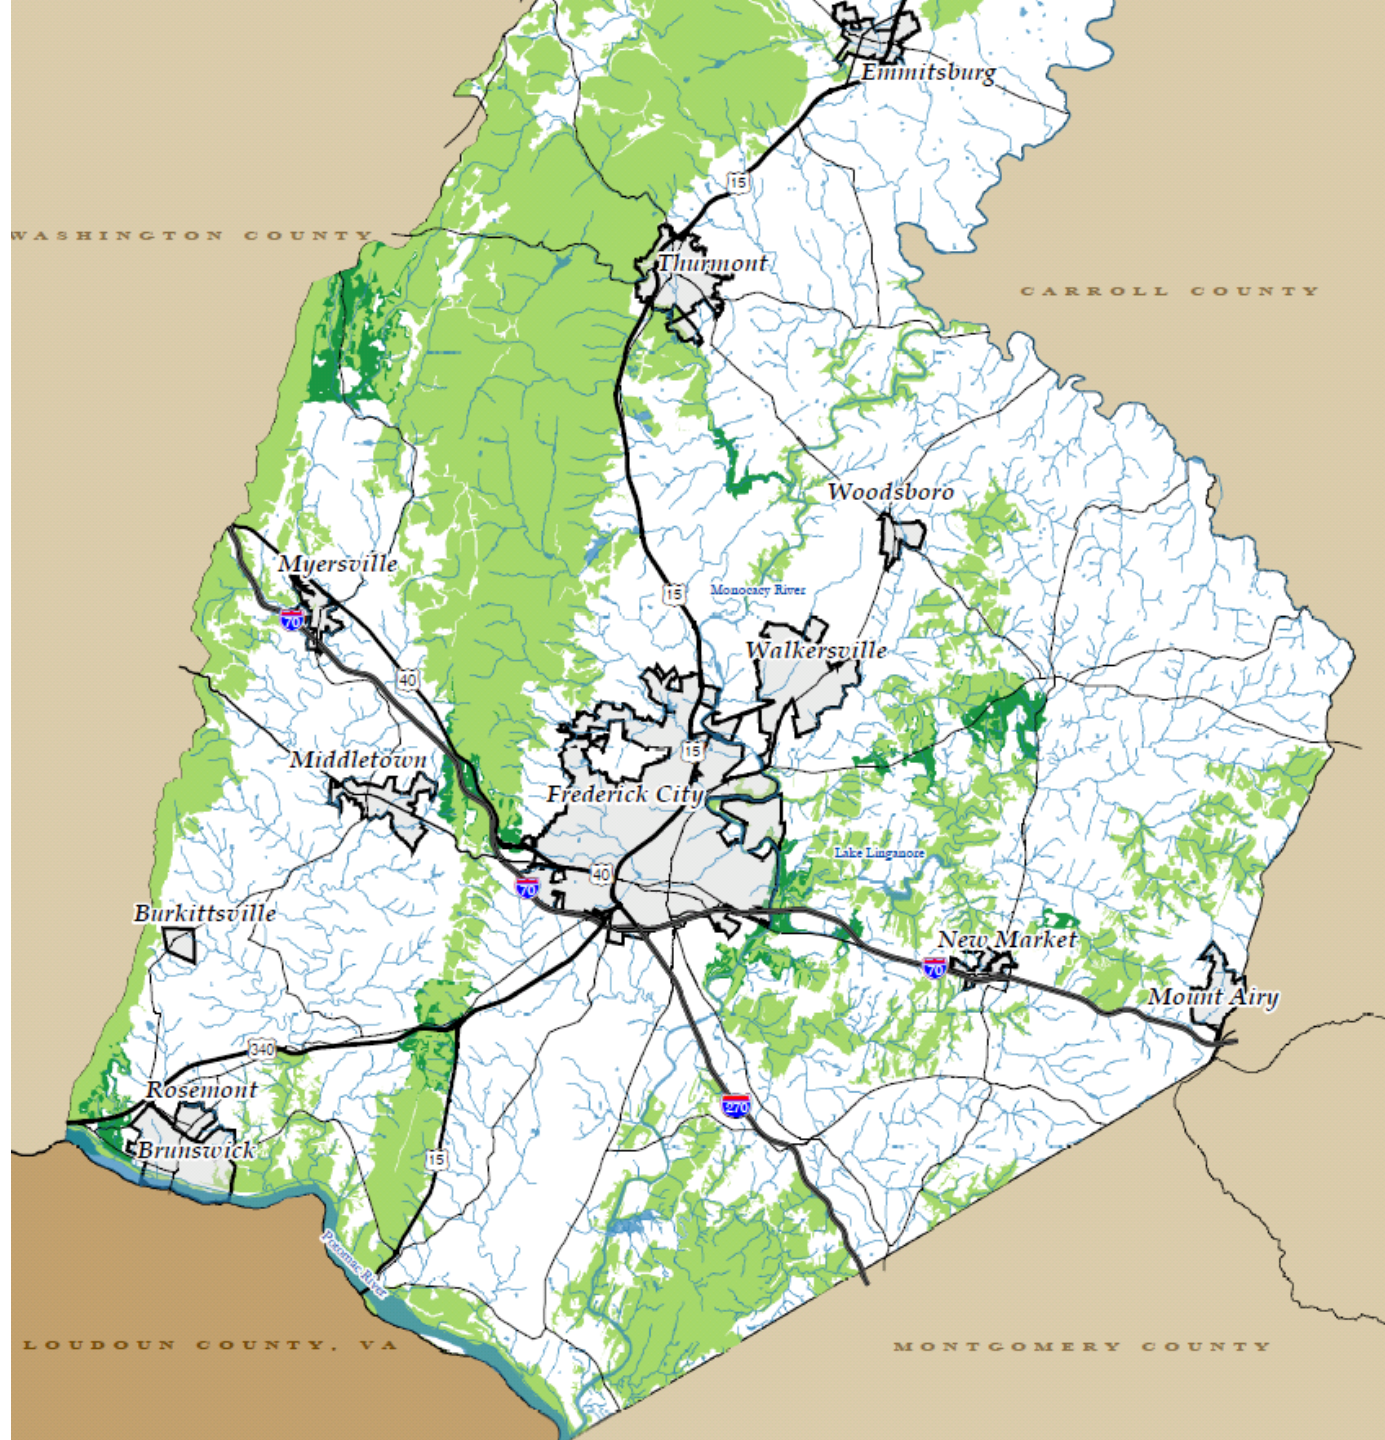 Emmitsburg
15
WASHINGTON COUNTY
Thurmont
CARROLL COUNTY
Woodsboro
Myersville
15
Monocacy River
70
Walkersville
40
15
Middletown
Frederick City
Lake Linganore
40
70
Burkittsville
New Market
70
Mount Airy
340
Rosemont
270
Brunswick
15
Potomac River
LOUDOUN COUNTY, VA
MONTGOMERY COUNTY